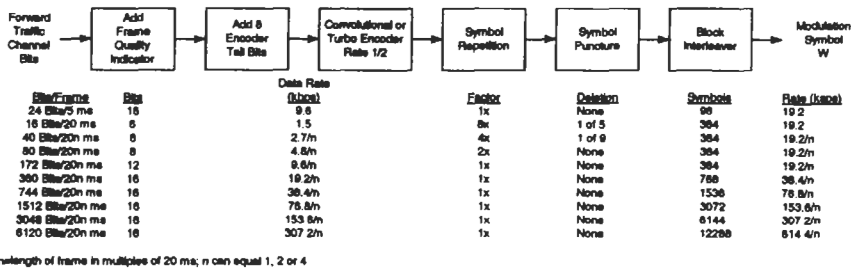 Forward
Traffic
Channel
Bits
Add
Frame
Quality
Indicator
Add 8
Encoder
Tail Bits
Convolutional or
Turbo Encoder
Rate 1/2
Symbol
Repetition
Symbol
Puncture
Block
Interleaver
Modulation
Symbol
W
Bits/Frame Bits Data Rate (kbps) Factor Deletion Symbols Rate (ksps)
24 Bits/5 ms 16 9.6 1x None 96 19.2
16 Bits/20 ms 6 1.5 8x 1 of 5 384 19.2
40 Bits/20n ms 6 2.7/n 4x 1 of 9 384 19.2/n
80 Bits/20n ms 8 4.8/n 2x None 384 19.2/n
172 Bits/20n ms 12 9.6/n 1x None 384 19.2/n
360 Bits/20n ms 16 19.2/n 1x None 768 38.4/n
744 Bits/20n ms 16 38.4/n 1x None 1536 76.8/n
1512 Bits/20n ms 16 76.8/n 1x None 3072 153.6/n
3048 Bits/20n ms 16 153.6/n 1x None 6144 307.2/n
6120 Bits/20n ms 16 307.2/n 1x None 12288 614.4/n
length of frame in multiples of 20 ms; n can equal 1, 2 or 4